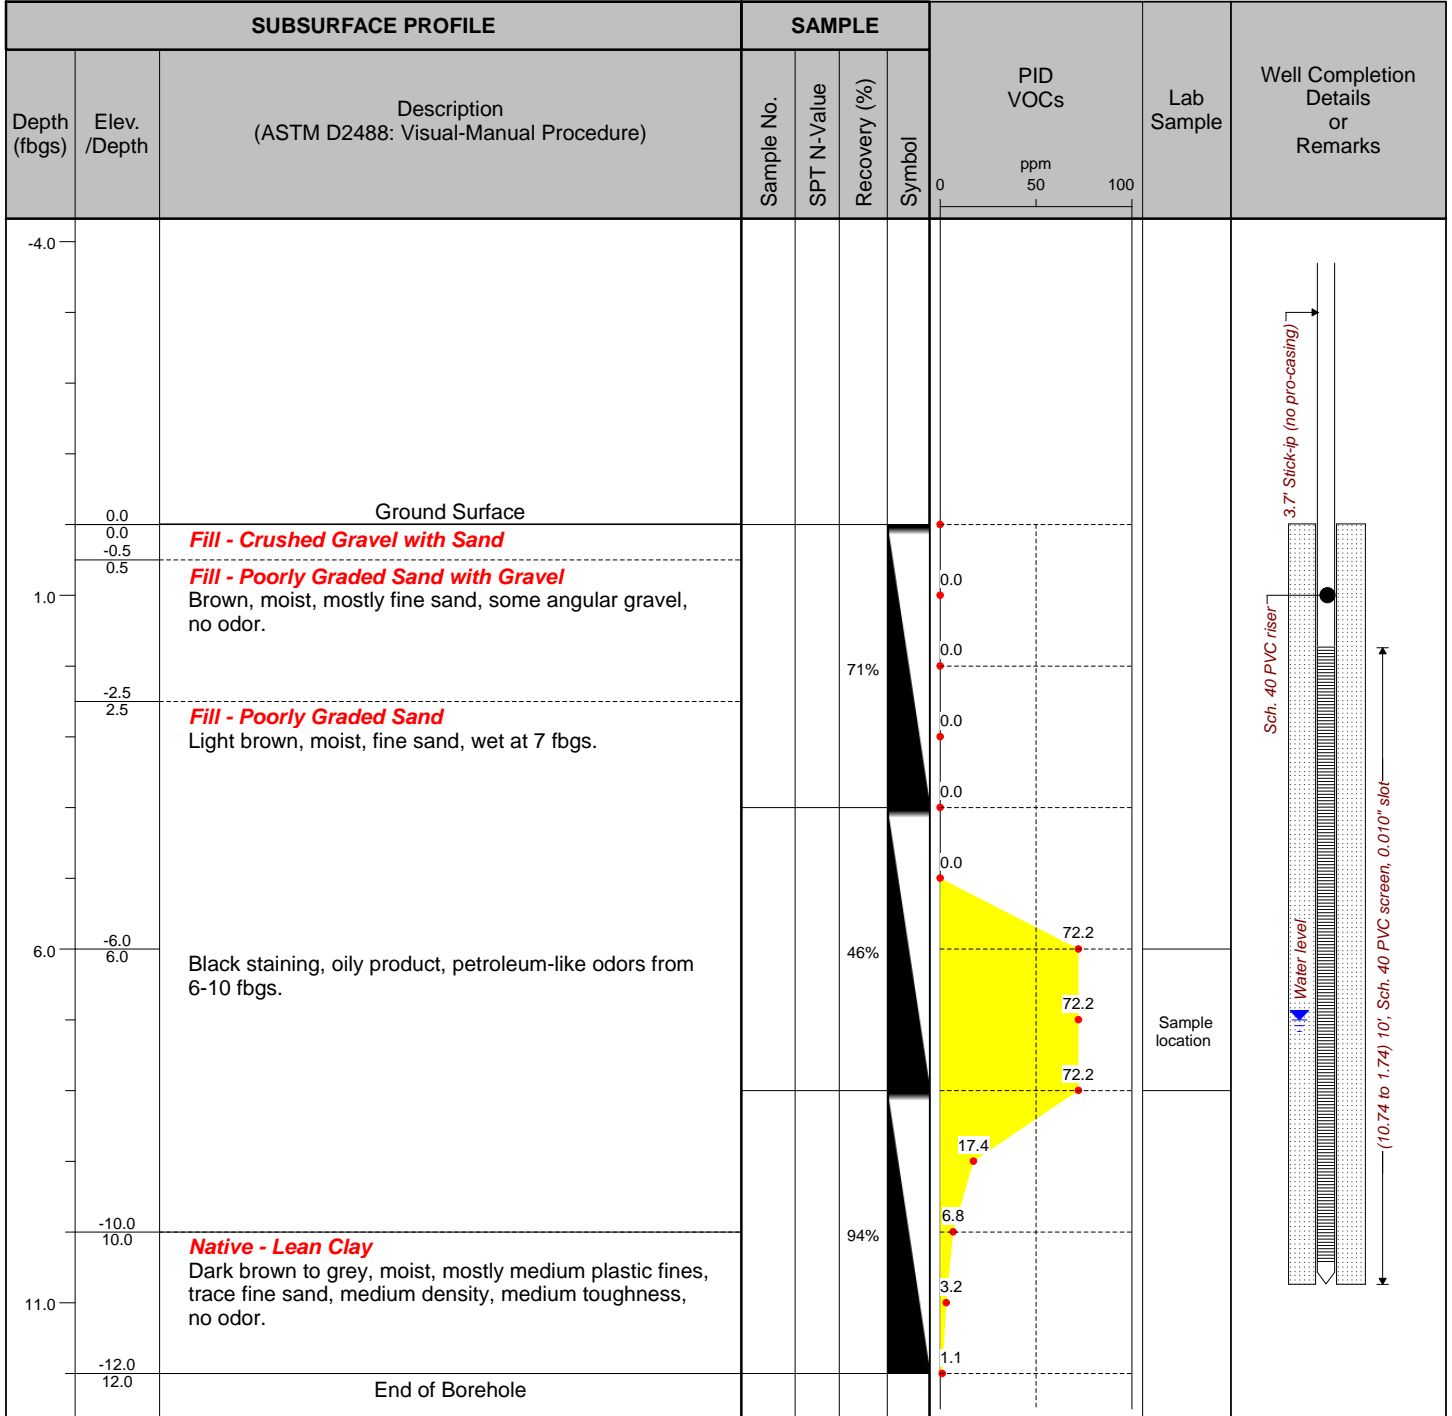 SUBSURFACE PROFILE
SAMPLE
Depth
(fbgs)
Elev.
/Depth
Description
(ASTM D2488: Visual-Manual Procedure)
Sample No.
SPT N-Value
Recovery (%)
Symbol
PID
VOCs
ppm
0 50 100
Lab
Sample
Well Completion
Details
or
Remarks
-4.0
3.7' Stick-ip (no pro-casing)
0.0
Ground Surface
0.0
Fill - Crushed Gravel with Sand
-0.5
0.5
Fill - Poorly Graded Sand with Gravel
Brown, moist, mostly fine sand, some angular gravel,
no odor.
1.0
0.0
Sch. 40 PVC riser
71%
0.0
-2.5
2.5
Fill - Poorly Graded Sand
Light brown, moist, fine sand, wet at 7 fbgs.
0.0
0.0
0.0
(10.74 to 1.74) 10', Sch. 40 PVC screen, 0.010" slot
6.0
-6.0
6.0
Black staining, oily product, petroleum-like odors from
6-10 fbgs.
46%
72.2
72.2
72.2
Sample
location
Water level
17.4
6.8
-10.0
10.0
94%
Native - Lean Clay
Dark brown to grey, moist, mostly medium plastic fines,
trace fine sand, medium density, medium toughness,
no odor.
11.0
3.2
1.1
-12.0
12.0
End of Borehole